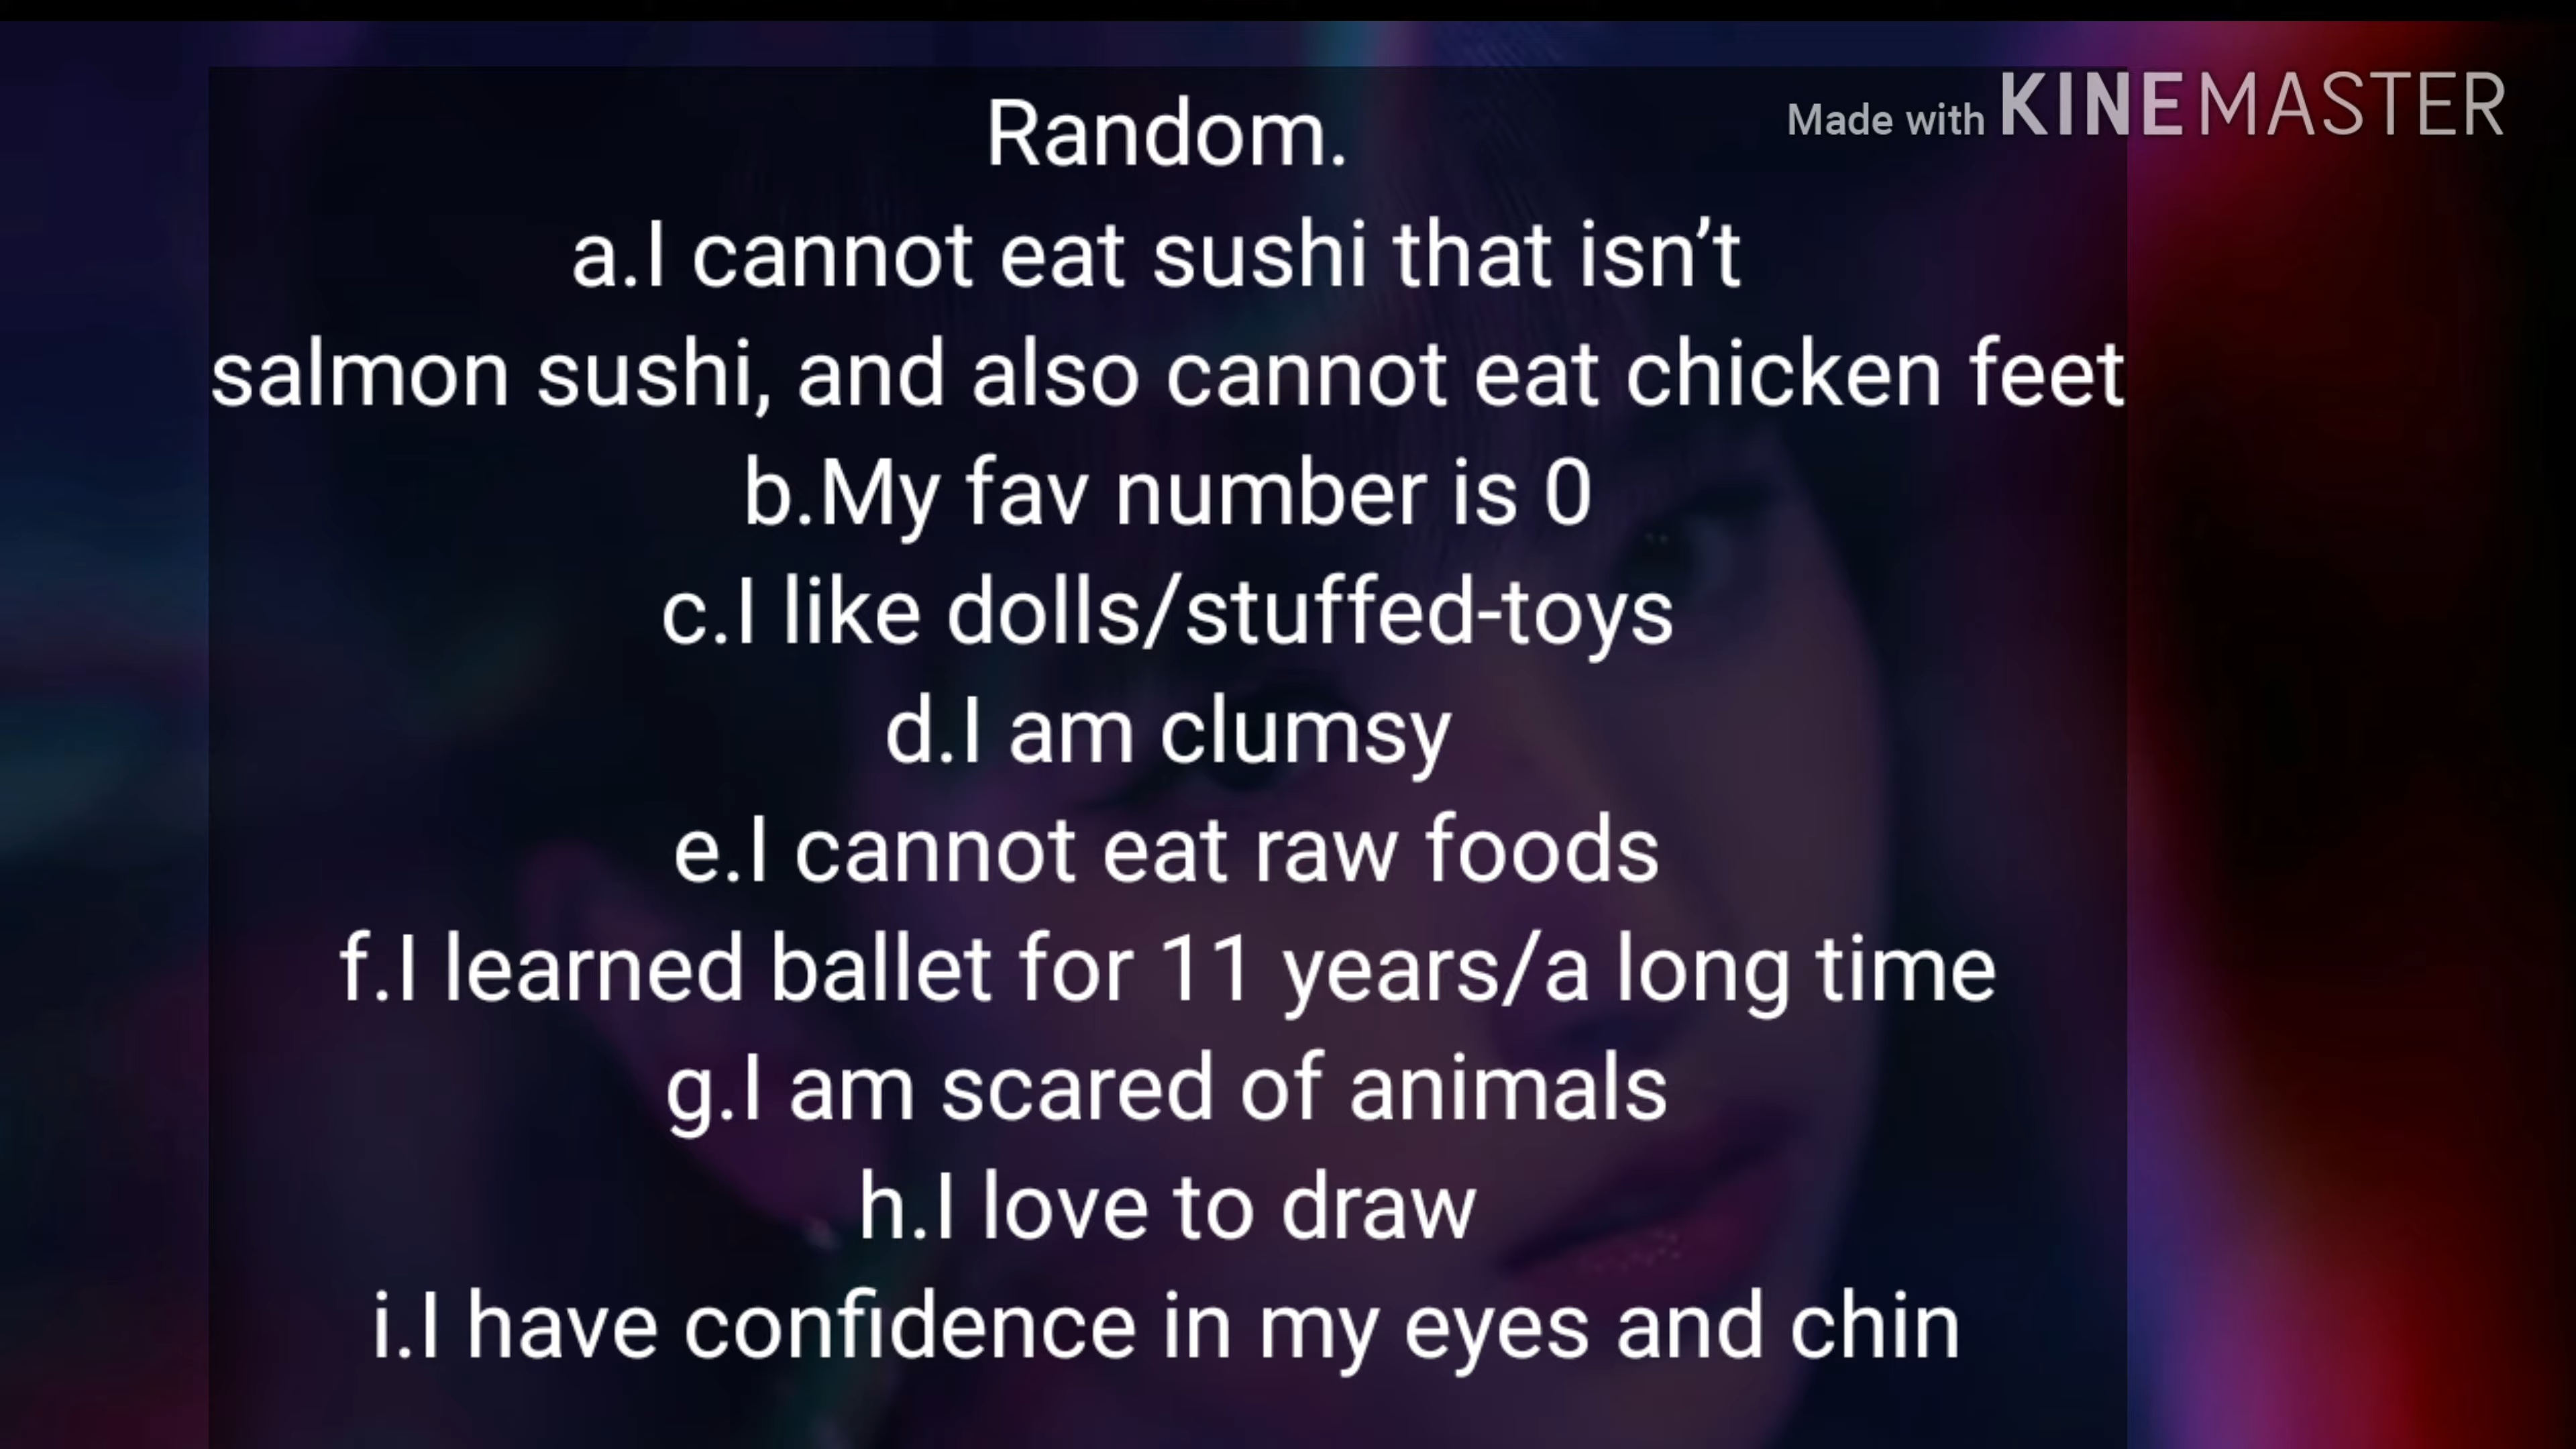 Made with KINEMASTER
Random.
a.I cannot eat sushi that isn’t
salmon sushi, and also cannot eat chicken feet
b.My fav number is 0
c.I like dolls/stuffed-toys
d.I am clumsy
e.I cannot eat raw foods
f.I learned ballet for 11 years/a long time
g.I am scared of animals
h.I love to draw
i.I have confidence in my eyes and chin